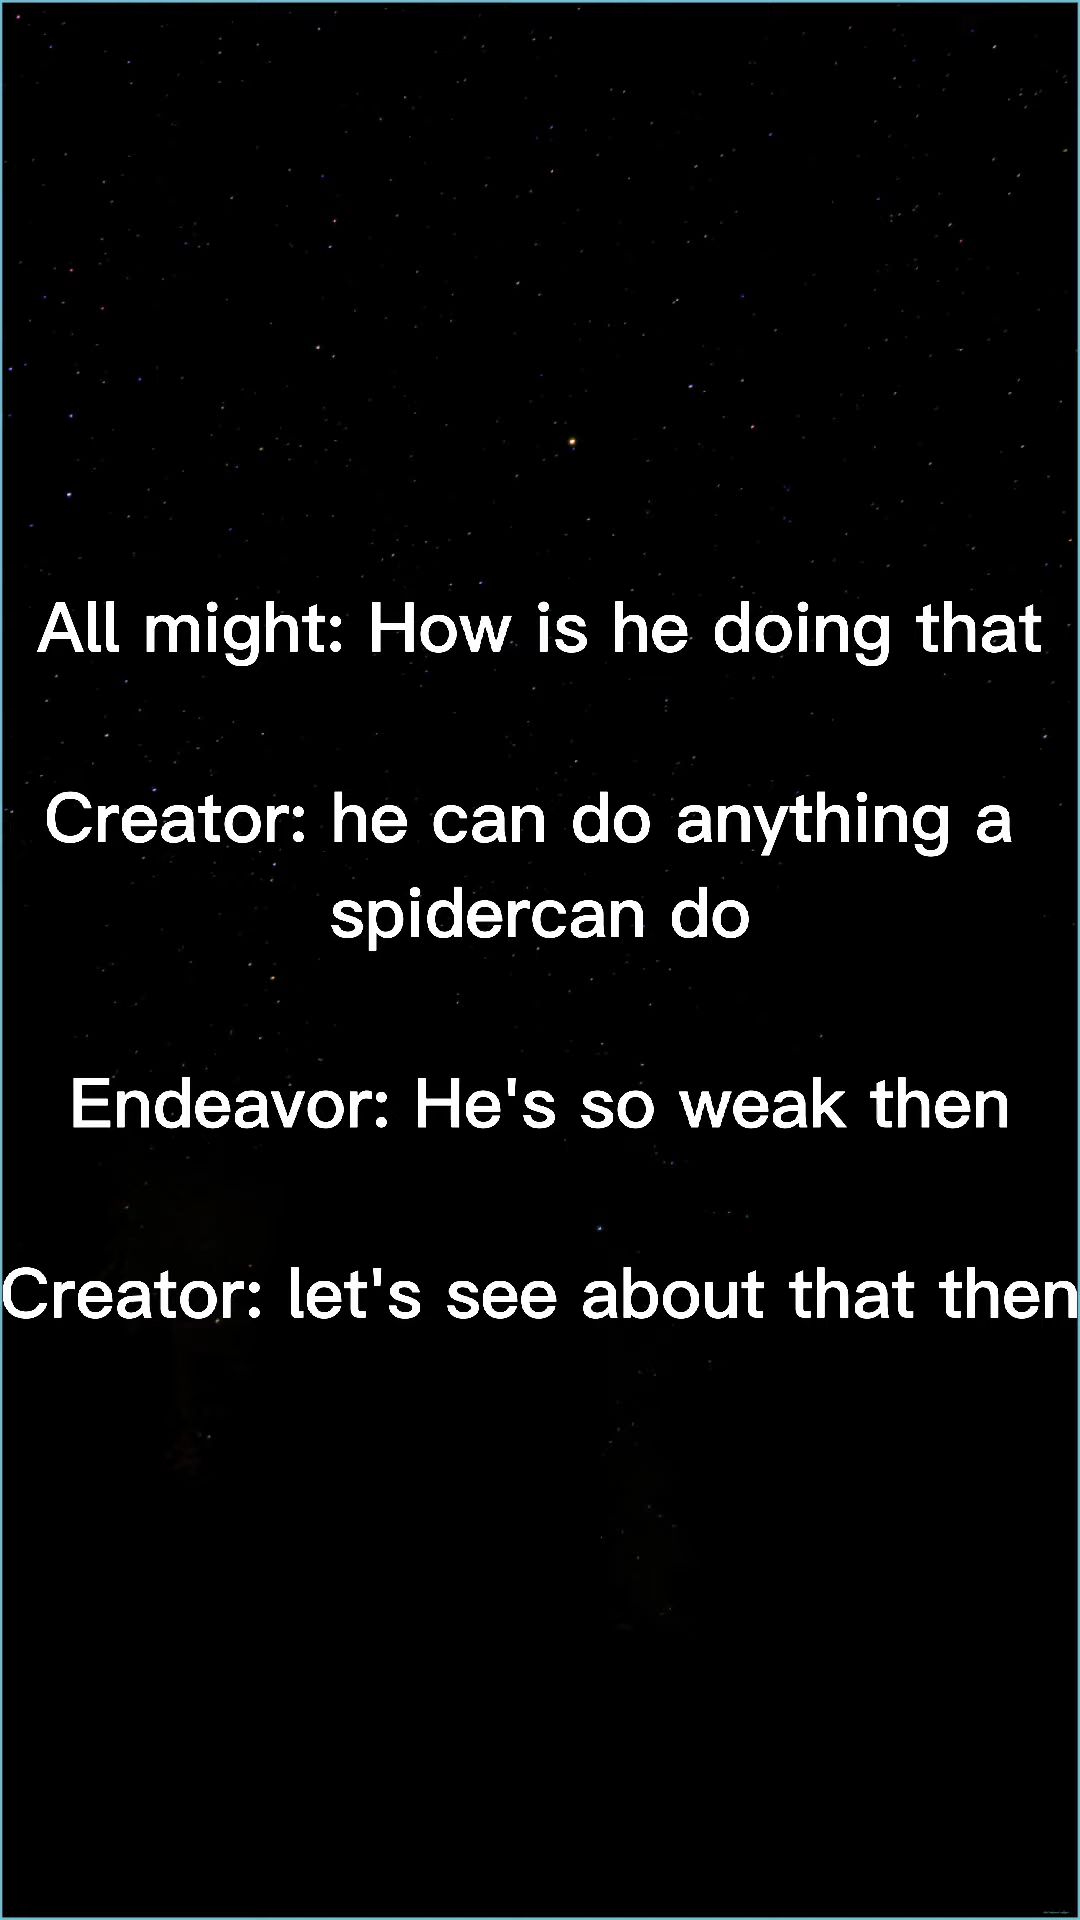 All might: How is he doing that
Creator: he can do anything a
spidercan do
Endeavor: He's so weak then
Creator: let's see about that then